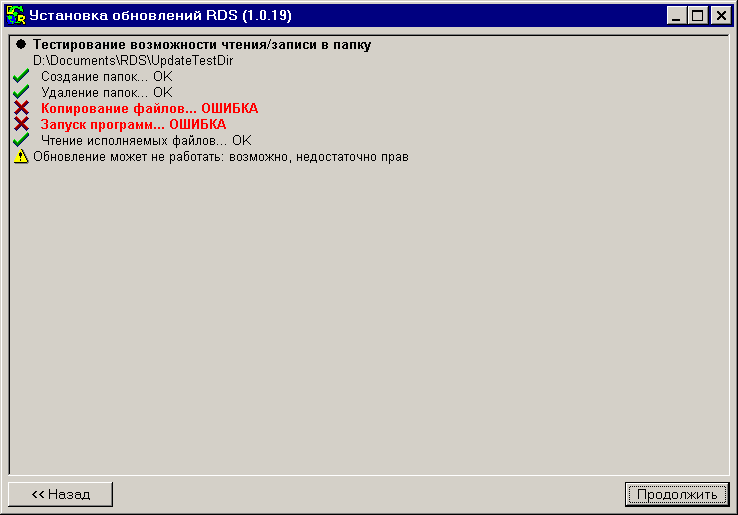 Установка обновлений RDS (1.0.19)
Тестирование возможности чтения/записи в папку
D:\Documents\RDS\UpdateTestDir
Создание папок... OK
Удаление папок... OK
Копирование файлов... ОШИБКА
Запуск программ... ОШИБКА
Чтение исполняемых файлов... OK
Обновление может не работать: возможно, недостаточно прав
<< Назад
Продолжить